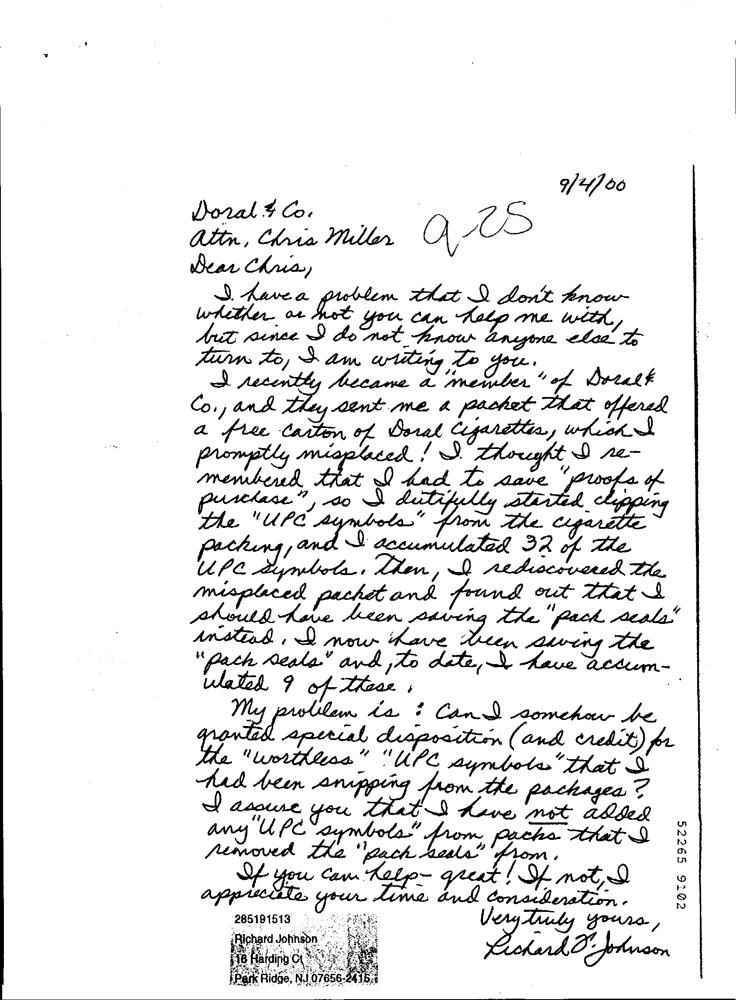 9/4/00
Doral & Co.
Attn, Chris Miller
9-25
Dear Chris,
I have a problem that I don't know
whether or not you can help me with,
but since I do not know anyone else to
turn to, I am writing to you.
I recently became a "member" of Doral &
Co., and they sent me a packet that offered
a free carton of Doral Cigarettes, which I
promptly misplaced! I thought I re-
membered that I had to save "proofs of
purchase", so I dutifully started clipping
the "UPC symbols" from the cigarette
packing, and I accumulated 32 of the
UPC symbols. Then, I rediscovered the
misplaced packet and found out that I
should have been saving the "pack seals"
instead. I now have been saving the
"pack seals" and, to date, I have accum-
ulated 9 of these.
My problem is: Can I somehow be
granted special disposition (and credit) for
the "worthless" "UPC symbols" that I
had been snipping from the packages?
I assure you that I have not added
any "UPC symbols" from packs that I
removed the "pack seals" from.
If you can help - great! If not, I
appreciate your time and consideration.
Very truly yours,
Richard F. Johnson
285191513
Richard Johnson
16 Harding Ct
Park Ridge, NJ 07656-2415
52265 9102